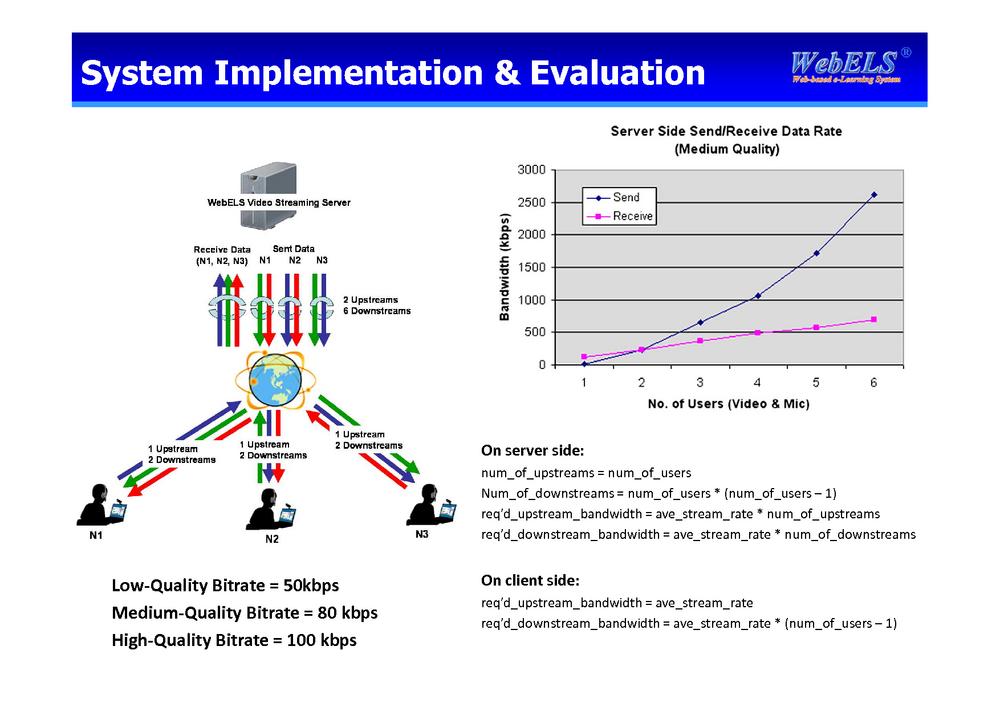 System Implementation & Evaluation
WebELS®
Web-based e-Learning System
WebELS Video Streaming Server
Receive Data
(N1, N2, N3)
Sent Data
N1 N2 N3
2 Upstreams
6 Downstreams
1 Upstream
2 Downstreams
1 Upstream
2 Downstreams
1 Upstream
2 Downstreams
N1
N2
N3
Low-Quality Bitrate = 50kbps
Medium-Quality Bitrate = 80 kbps
High-Quality Bitrate = 100 kbps
Server Side Send/Receive Data Rate
(Medium Quality)
Bandwidth (kbps)
3000
2500
2000
1500
1000
500
0
Send
Receive
1 2 3 4 5 6
No. of Users (Video & Mic)
On server side:
num_of_upstreams = num_of_users
Num_of_downstreams = num_of_users * (num_of_users – 1)
req’d_upstream_bandwidth = ave_stream_rate * num_of_upstreams
req’d_downstream_bandwidth = ave_stream_rate * num_of_downstreams
On client side:
req’d_upstream_bandwidth = ave_stream_rate
req’d_downstream_bandwidth = ave_stream_rate * (num_of_users – 1)